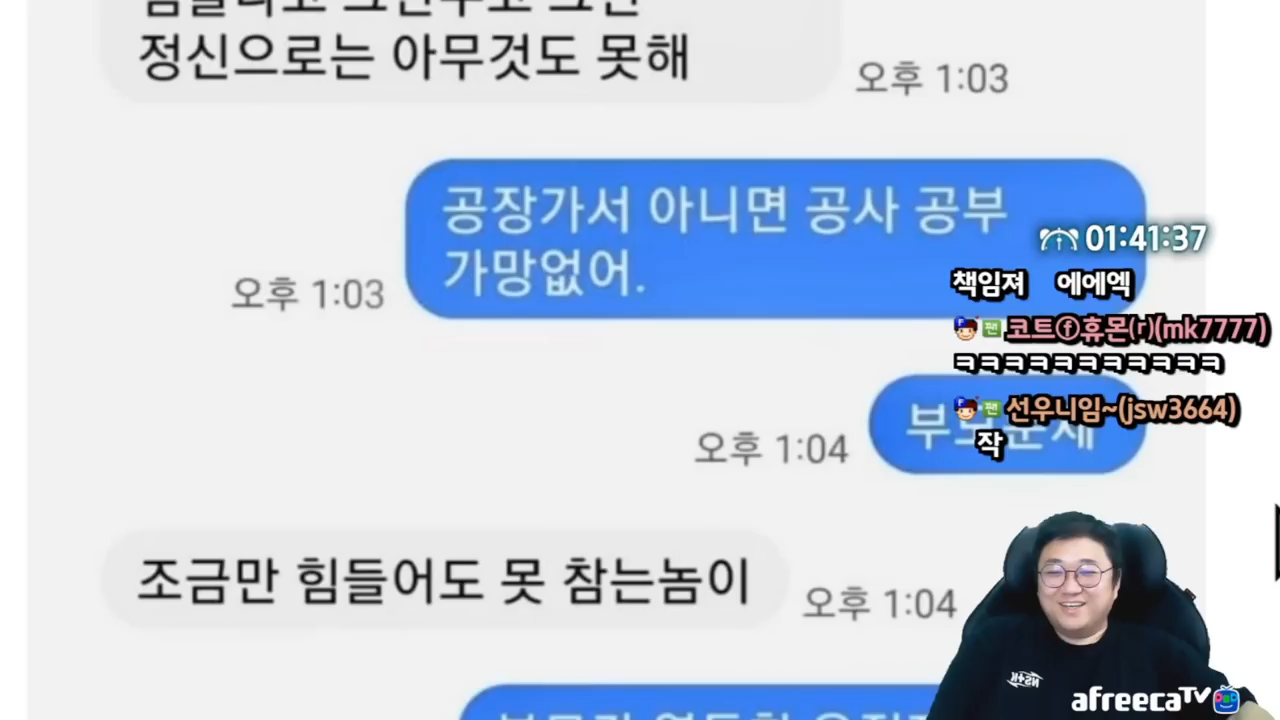 정신으로는 아무것도 못해
오후 1:03
공장가서 아니면 공사 공부
가망없어.
오후 1:03
01:41:37
책임져 에에엑
코트ⓕ휴몬(r)(mk7777)
ㅋㅋㅋㅋㅋㅋㅋㅋㅋㅋㅋ
선우니임~(jsw3664)
작
오후 1:04
조금만 힘들어도 못 참는놈이
오후 1:04
afreecaTV